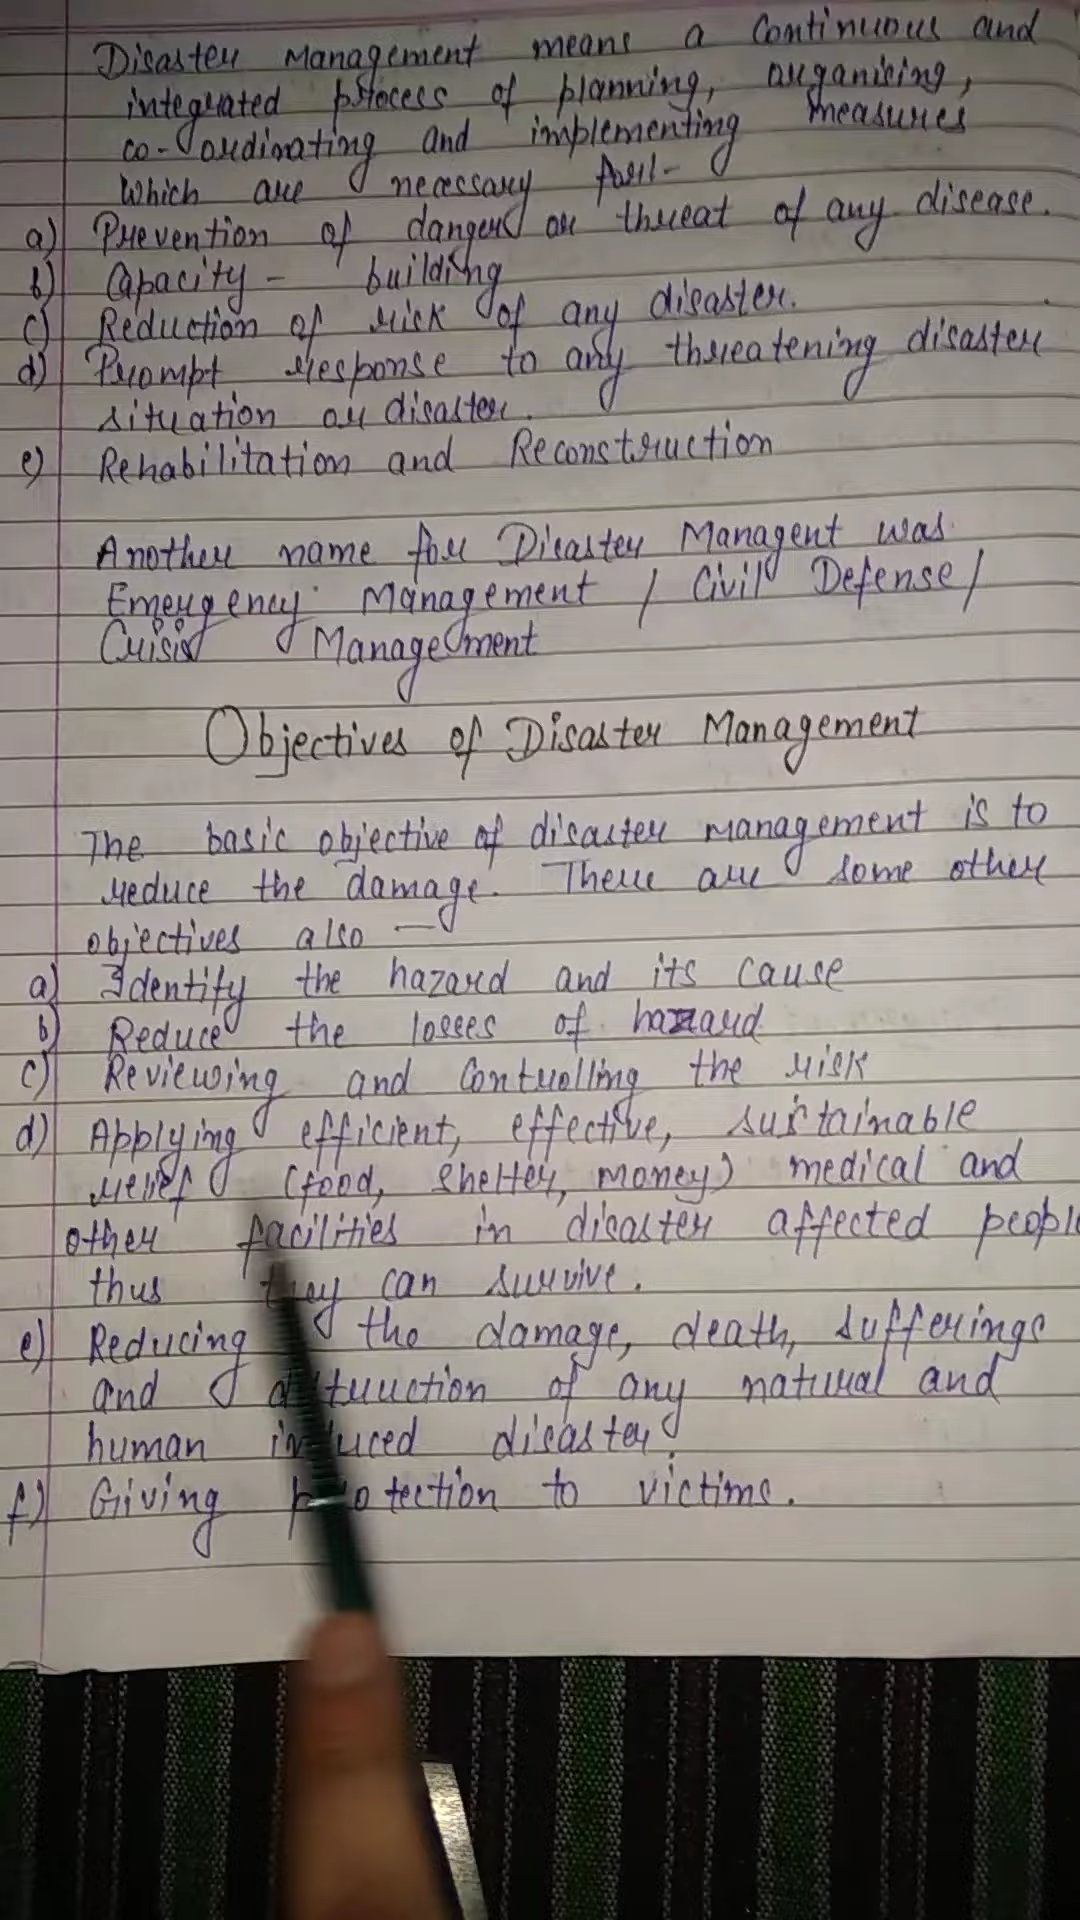 Disaster Management means a continuous and
integrated process of planning, organising,
co-ordinating and implementing measures
which are necessary for:-
a) Prevention of danger or threat of any disease.
b) Capacity - building
c) Reduction of risk of any disaster.
d) Prompt response to any threatening disaster
situation or disaster.
e) Rehabilitation and Reconstruction
Another name for Disaster Managent was
Emergency Management / Civil Defense /
Crisis Management
Objectives of Disaster Management
The basic objective of disaster management is to
reduce the damage. There are some other
objectives also —
a) Identify the hazard and its cause
b) Reduce the losses of hazard
c) Reviewing and controlling the risk
d) Applying efficient, effective, sustainable
relief (food, shelter, money) medical and
other facilities in disaster affected people
thus they can survive.
e) Reducing the damage, death, sufferings
and distruction of any natural and
human induced disaster.
f) Giving protection to victims.